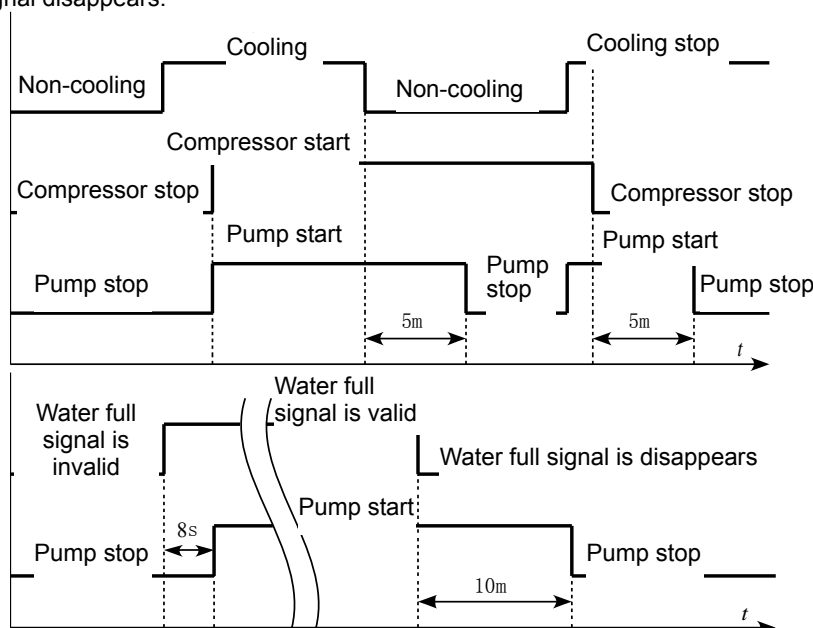 gnal disappears.
Cooling
Cooling stop
Non-cooling
Non-cooling
Compressor start
Compressor stop
Compressor stop
Pump start
Pump start
Pump stop
Pump
stop
Pump stop
5m
5m
t
Water full
signal is
invalid
Water full
signal is valid
Water full signal is disappears
Pump start
8s
Pump stop
Pump stop
10m
t